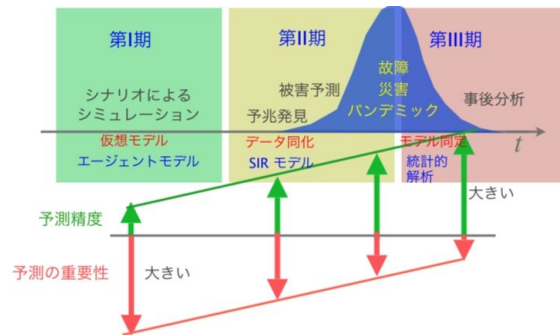 第I期
第II期
第III期
シナリオによる
シミュレーション
被害予測
予兆発見
故障
災害
パンデミック
事後分析
仮想モデル
エージェントモデル
データ同化
SIR モデル
モデル同定
統計的
解析
t
予測精度
大きい
予測の重要性
大きい